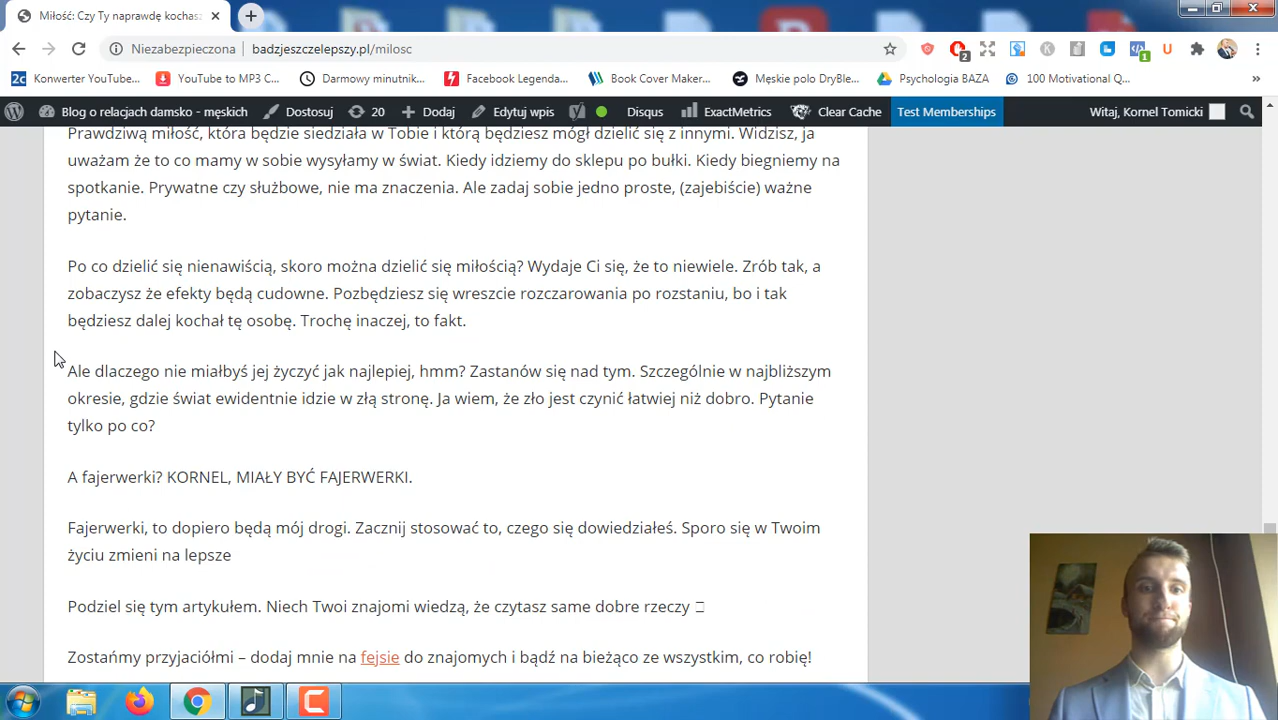 Miłość: Czy Ty naprawdę kochasz
Niezabezpieczona
badzjeszczelepszy.pl/milosc
2
1
2c Konwerter YouTube...
YouTube to MP3 C...
Darmowy minutnik...
Facebook Legenda...
Book Cover Maker...
Męskie polo DryBle...
Psychologia BAZA
100 Motivational Q...
»
Blog o relacjach damsko - męskich
Dostosuj
20
Dodaj
Edytuj wpis
Disqus
ExactMetrics
Clear Cache
Test Memberships
Witaj, Kornel Tomicki
Prawdziwą miłość, która będzie siedziała w Tobie i którą będziesz mógł dzielić się z innymi. Widzisz, ja
uważam że to co mamy w sobie wysyłamy w świat. Kiedy idziemy do sklepu po bułki. Kiedy biegniemy na
spotkanie. Prywatne czy służbowe, nie ma znaczenia. Ale zadaj sobie jedno proste, (zajebiście) ważne
pytanie.
Po co dzielić się nienawiścią, skoro można dzielić się miłością? Wydaje Ci się, że to niewiele. Zrób tak, a
zobaczysz że efekty będą cudowne. Pozbędziesz się wreszcie rozczarowania po rozstaniu, bo i tak
będziesz dalej kochał tę osobę. Trochę inaczej, to fakt.
Ale dlaczego nie miałbyś jej życzyć jak najlepiej, hmm? Zastanów się nad tym. Szczególnie w najbliższym
okresie, gdzie świat ewidentnie idzie w złą stronę. Ja wiem, że zło jest czynić łatwiej niż dobro. Pytanie
tylko po co?
A fajerwerki? KORNEL, MIAŁY BYĆ FAJERWERKI.
Fajerwerki, to dopiero będą mój drogi. Zacznij stosować to, czego się dowiedziałeś. Sporo się w Twoim
życiu zmieni na lepsze
Podziel się tym artykułem. Niech Twoi znajomi wiedzą, że czytasz same dobre rzeczy
Zostańmy przyjaciółmi – dodaj mnie na fejsie do znajomych i bądź na bieżąco ze wszystkim, co robię!